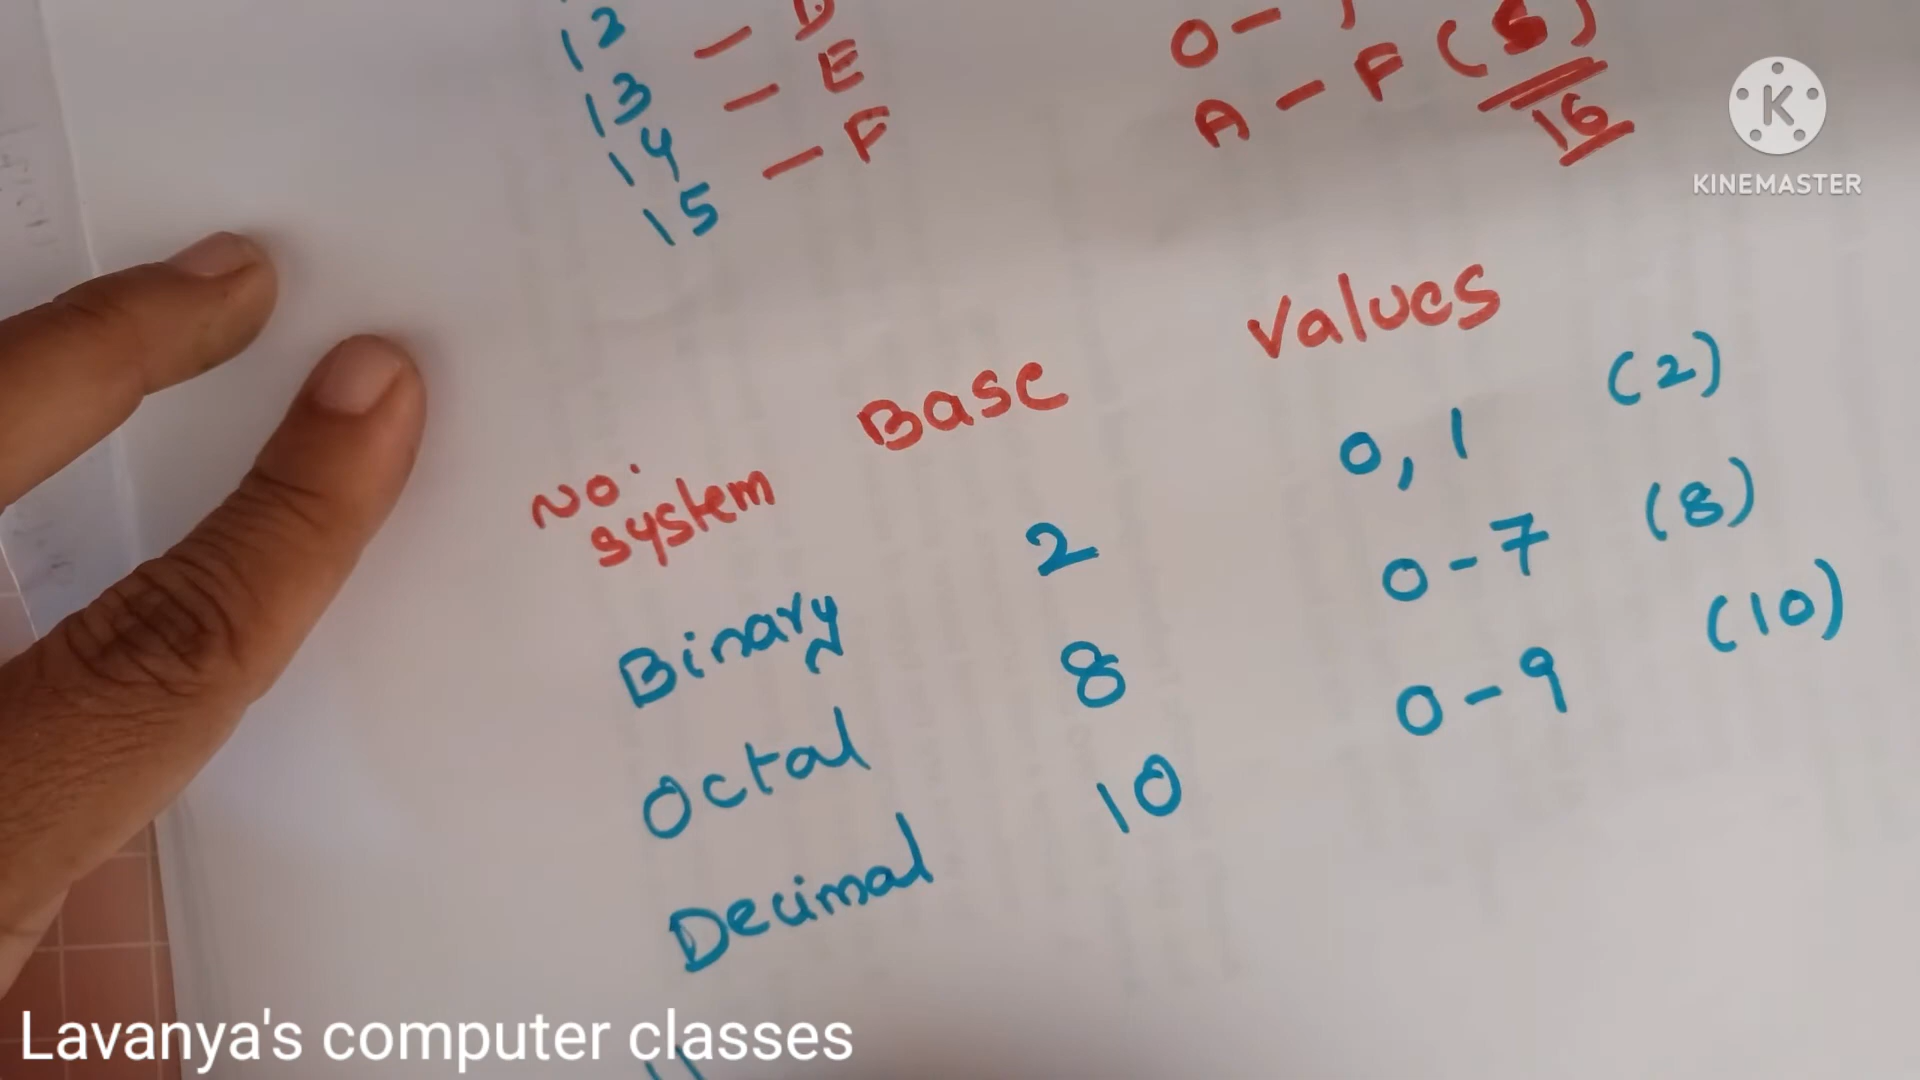 12
13 — D
14 — E
15 — F
0 –
A – F (5)
16
KINEMASTER
No. system Base Values
Binary 2 0, 1 (2)
Octal 8 0 - 7 (8)
Decimal 10 0 - 9 (10)
Lavanya's computer classes